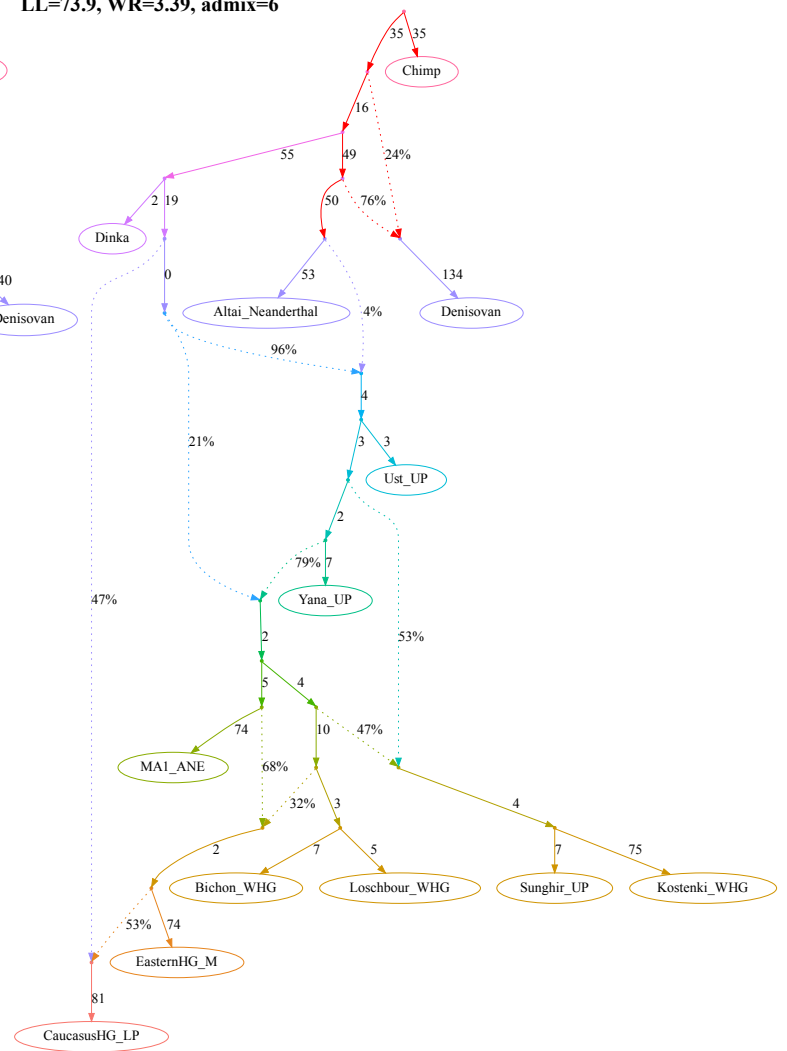 LL=73.9, WR=3.39, admix=6
35 35
Chimp
16
55 49 24%
2 19 50 76%
Dinka
40 0 53 134
Denisovan Altai_Neanderthal 4% Denisovan
96%
4
21% 3 3
Ust_UP
2
79% 7
47% Yana_UP
2 53%
5 4
74 10 47%
MA1_ANE 68%
32% 3 4
2 7 5 7 75
Bichon_WHG Loschbour_WHG Sunghir_UP Kostenki_WHG
53% 74
EasternHG_M
81
CaucasusHG_LP